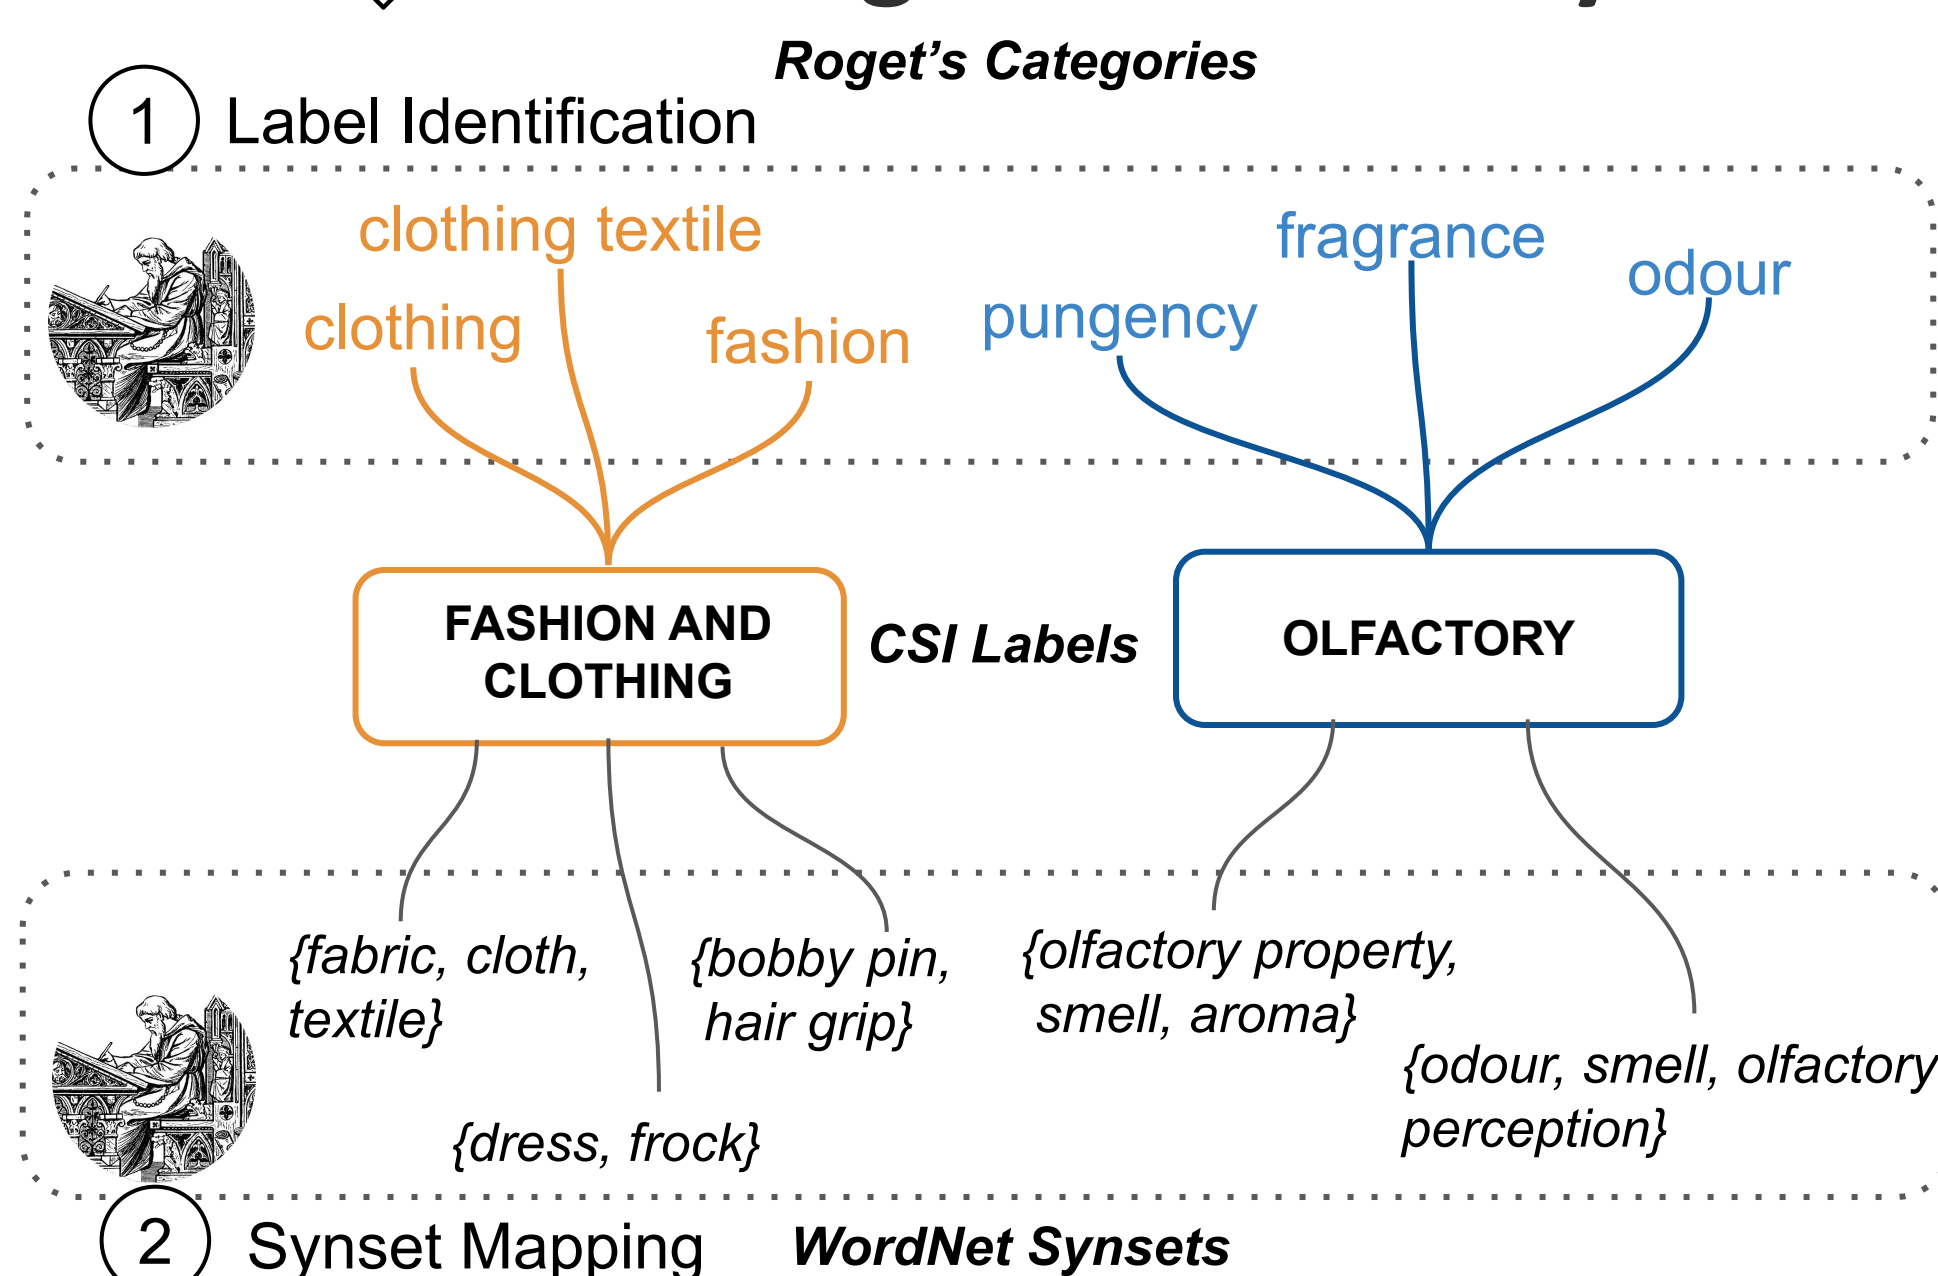 Roget's Categories
1 Label Identification
clothing textile
fragrance
odour
clothing
fashion
pungency
FASHION AND
CLOTHING
CSI Labels
OLFACTORY
{fabric, cloth,
textile}
{bobby pin,
hair grip}
{olfactory property,
smell, aroma}
{odour, smell, olfactory
perception}
{dress, frock}
2 Synset Mapping
WordNet Synsets